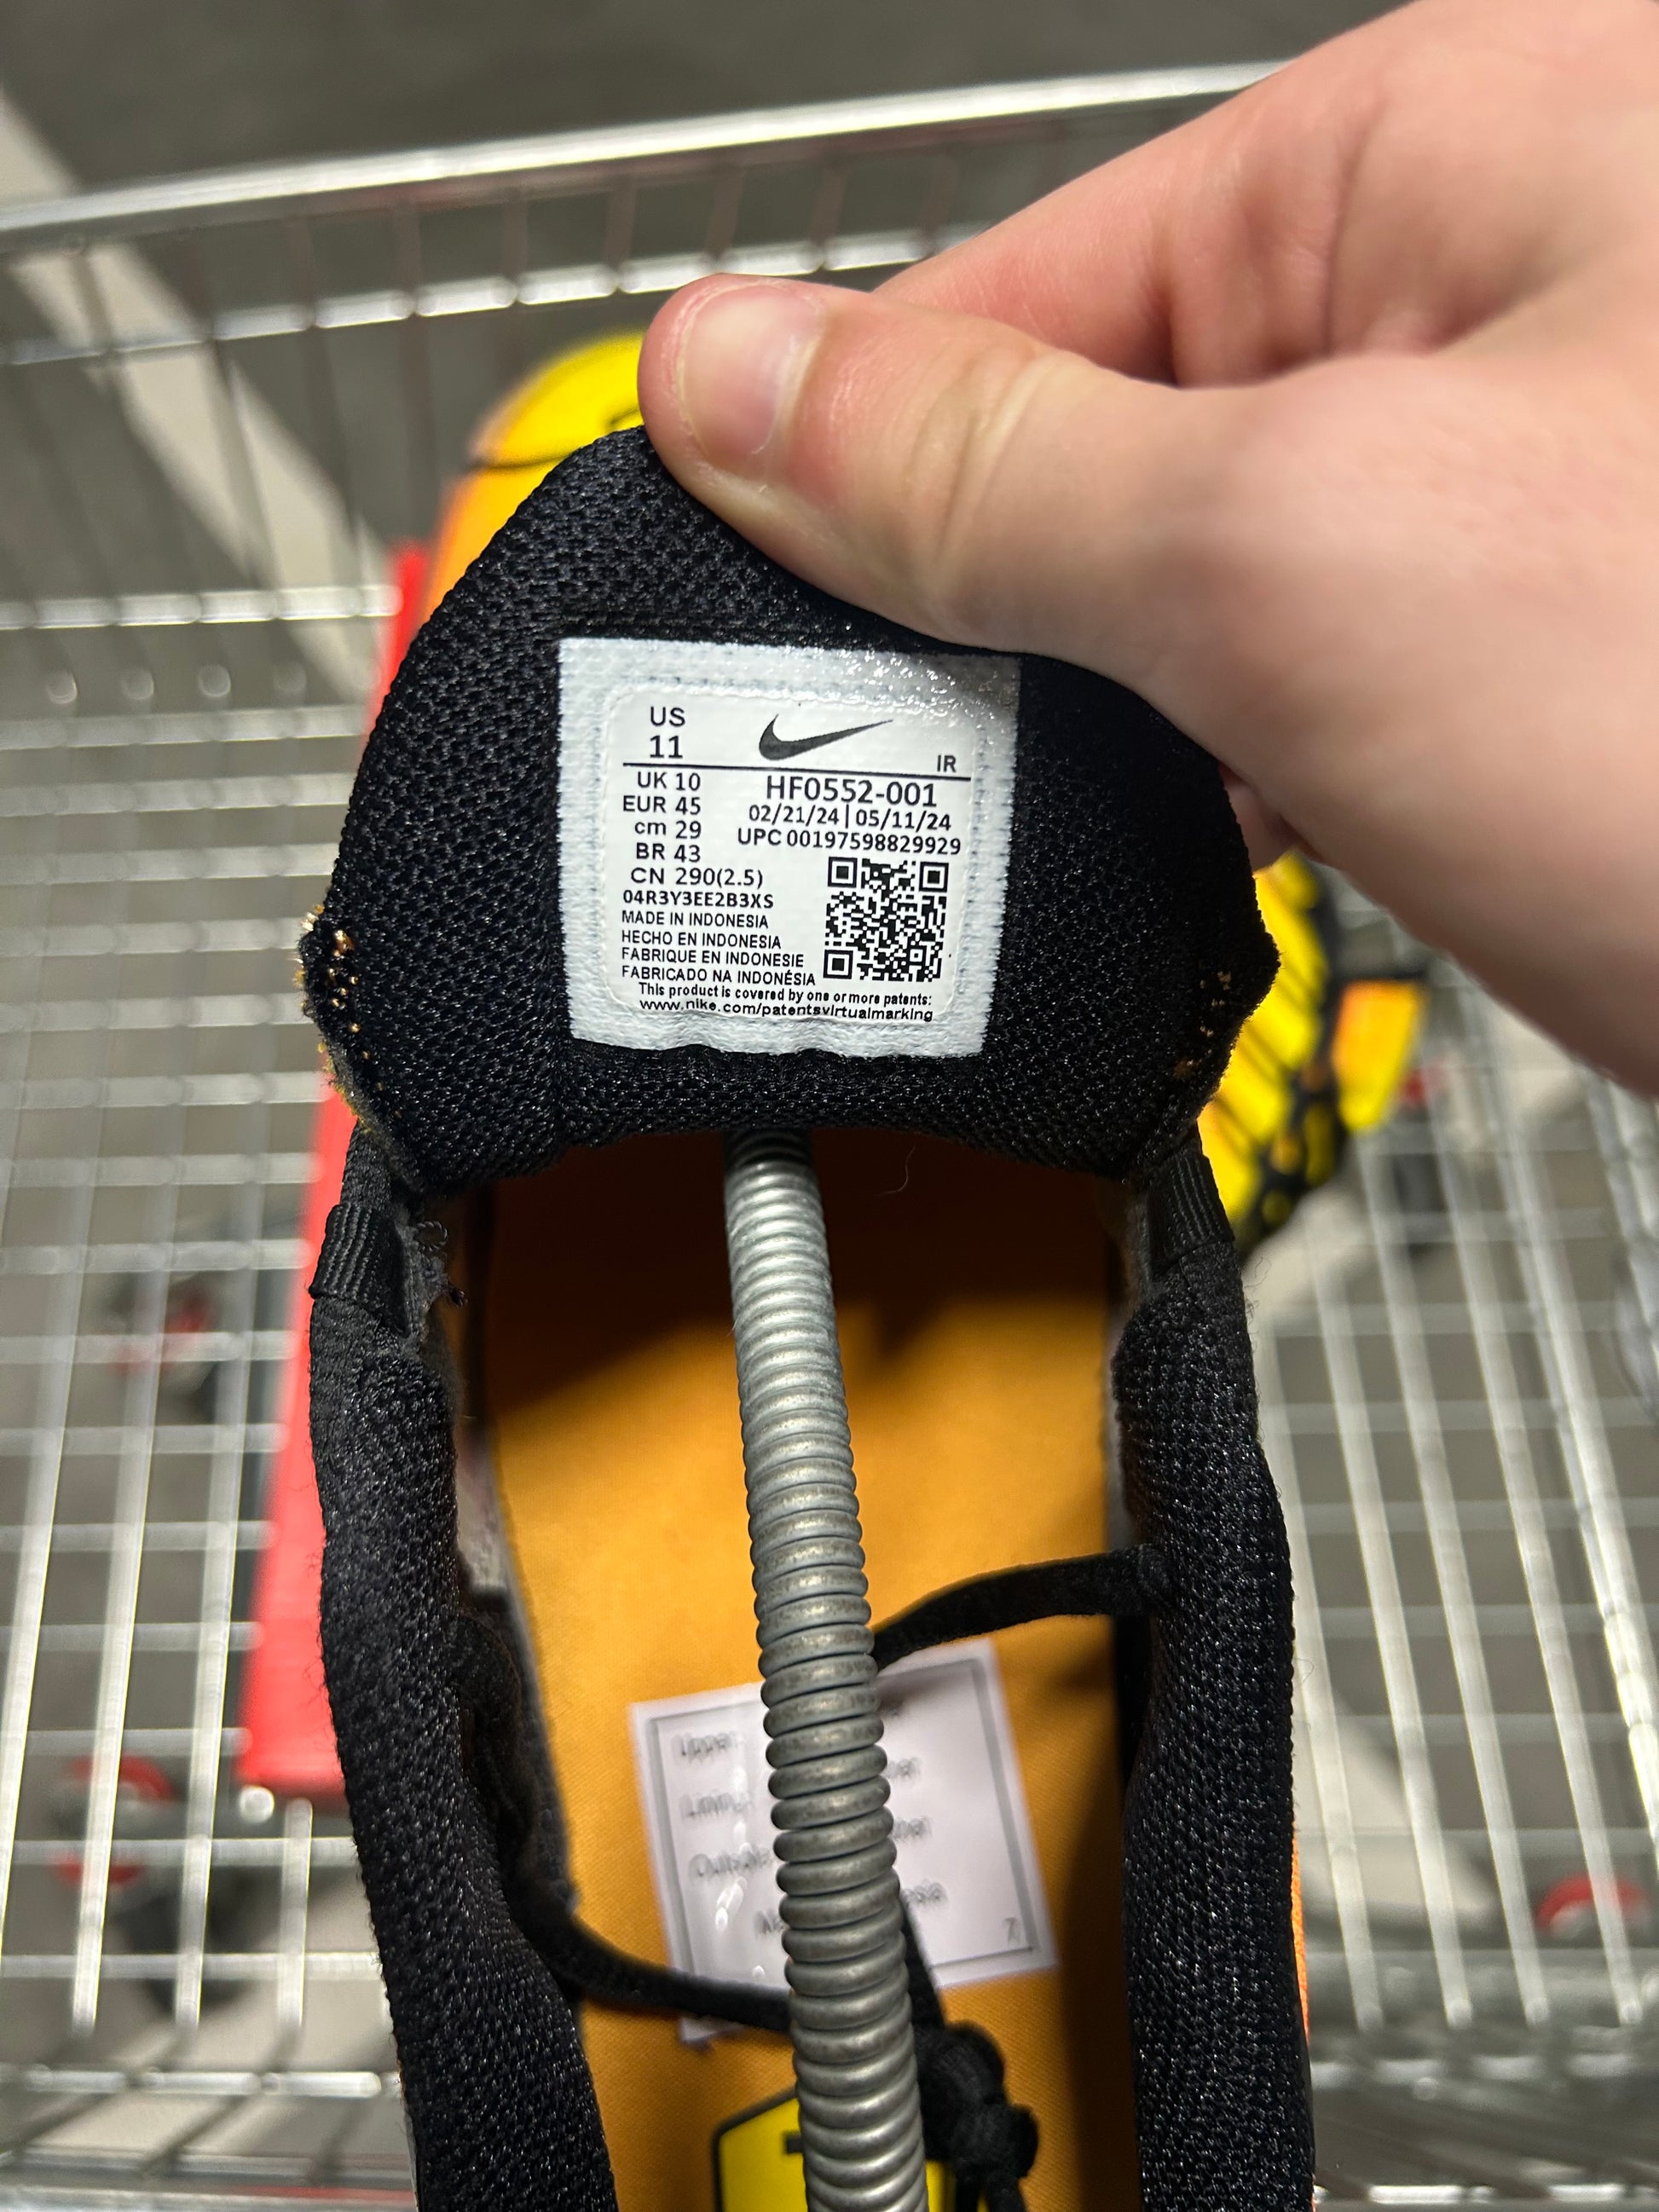 US
11
IR
UK 10
EUR 45
cm 29
BR 43
CN 290(2.5)
HF0552-001
02/21/24|05/11/24
UPC 00197598829929
04R3Y3EE2B3XS
MADE IN INDONESIA
HECHO EN INDONESIA
FABRIQUE EN INDONESIE
FABRICADO NA INDONÉSIA
This product is covered by one or more patents:
www.nike.com/patentsvirtualmarking